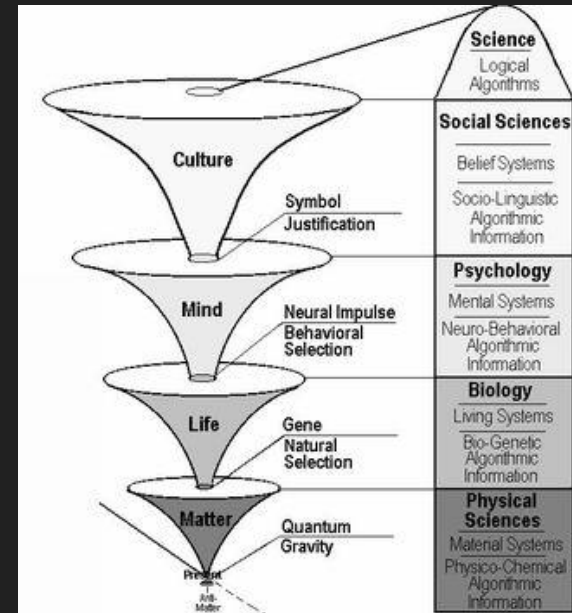 Science
Logical
Algorithms
Social Sciences
Culture
Belief Systems
Symbol
Justification
Socio-Linguistic
Algorithmic
Information
Psychology
Mind
Mental Systems
Neural Impulse
Behavioral
Selection
Neuro-Behavioral
Algorithmic
Information
Biology
Life
Living Systems
Gene
Natural
Selection
Bio-Genetic
Algorithmic
Information
Physical
Sciences
Matter
Quantum
Gravity
Material Systems
Physico-Chemical
Algorithmic
Information
Present
Anti-
Matter